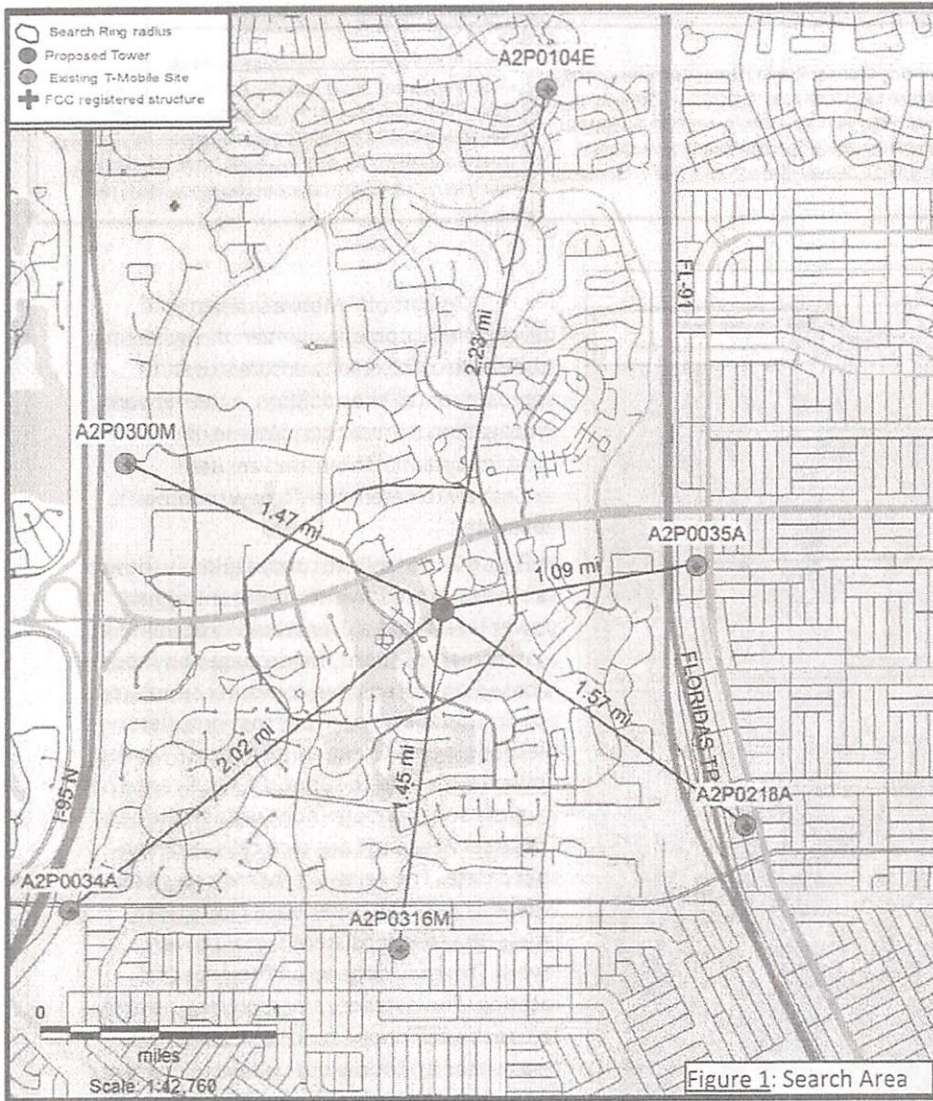 Search Ring radius
Proposed Tower
Existing T-Mobile Site
FCC registered structure
A2P0104E
FL-91
2.23 mi
A2P0300M
1.47 mi
A2P0035A
1.09 mi
FLORIDAS TP
1.57 mi
2.02 mi
1.45 mi
A2P0218A
I-95 N
A2P0034A
A2P0316M
0 1
miles
Scale 1:42,760
Figure 1: Search Area